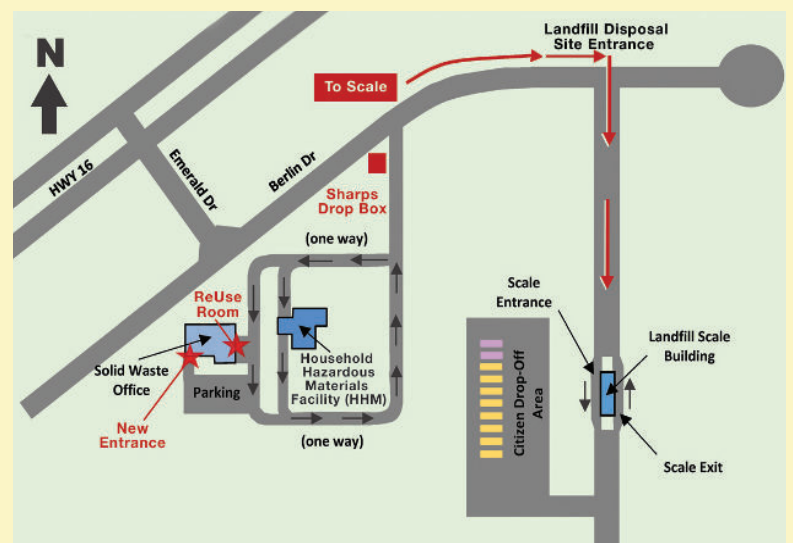 Landfill Disposal
Site Entrance
N
To Scale
HWY 16
Emerald Dr
Berlin Dr
Sharps
Drop Box
(one way)
ReUse
Room
Solid Waste
Office
Parking
New
Entrance
Household
Hazardous
Materials
Facility (HHM)
(one way)
Citizen Drop-Off
Area
Scale
Entrance
Landfill Scale
Building
Scale Exit